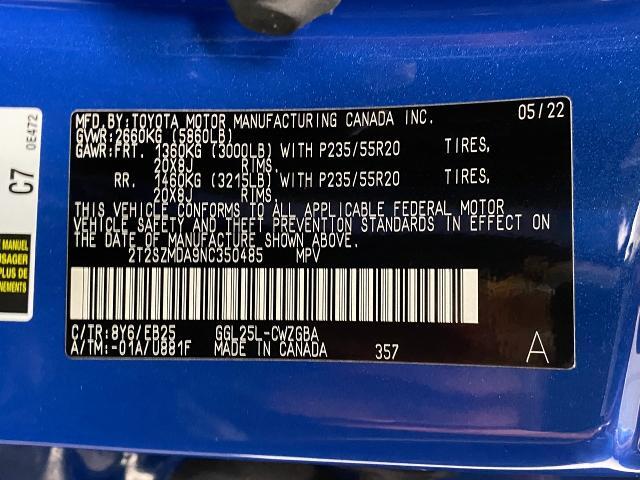 MFD.BY:TOYOTA MOTOR MANUFACTURING CANADA INC. 05/22
GVWR:2660KG (5860LB)
GAWR:FRT. 1360KG (3000LB) WITH P235/55R20 TIRES,
20X8J RIMS.
RR. 1460KG (3215LB) WITH P235/55R20 TIRES,
20X8J RIMS.
THIS VEHICLE CONFORMS TO ALL APPLICABLE FEDERAL MOTOR
VEHICLE SAFETY AND THEFT PREVENTION STANDARDS IN EFFECT ON
THE DATE OF MANUFACTURE SHOWN ABOVE.
2T2SZMDA9NC350485 MPV
C/TR:8Y6/EB25 GGL25L-CWZGBA
A/TM:-01A/U881F MADE IN CANADA 357 A
C7
0E472
MANUEL
USAGER
PLUS DE